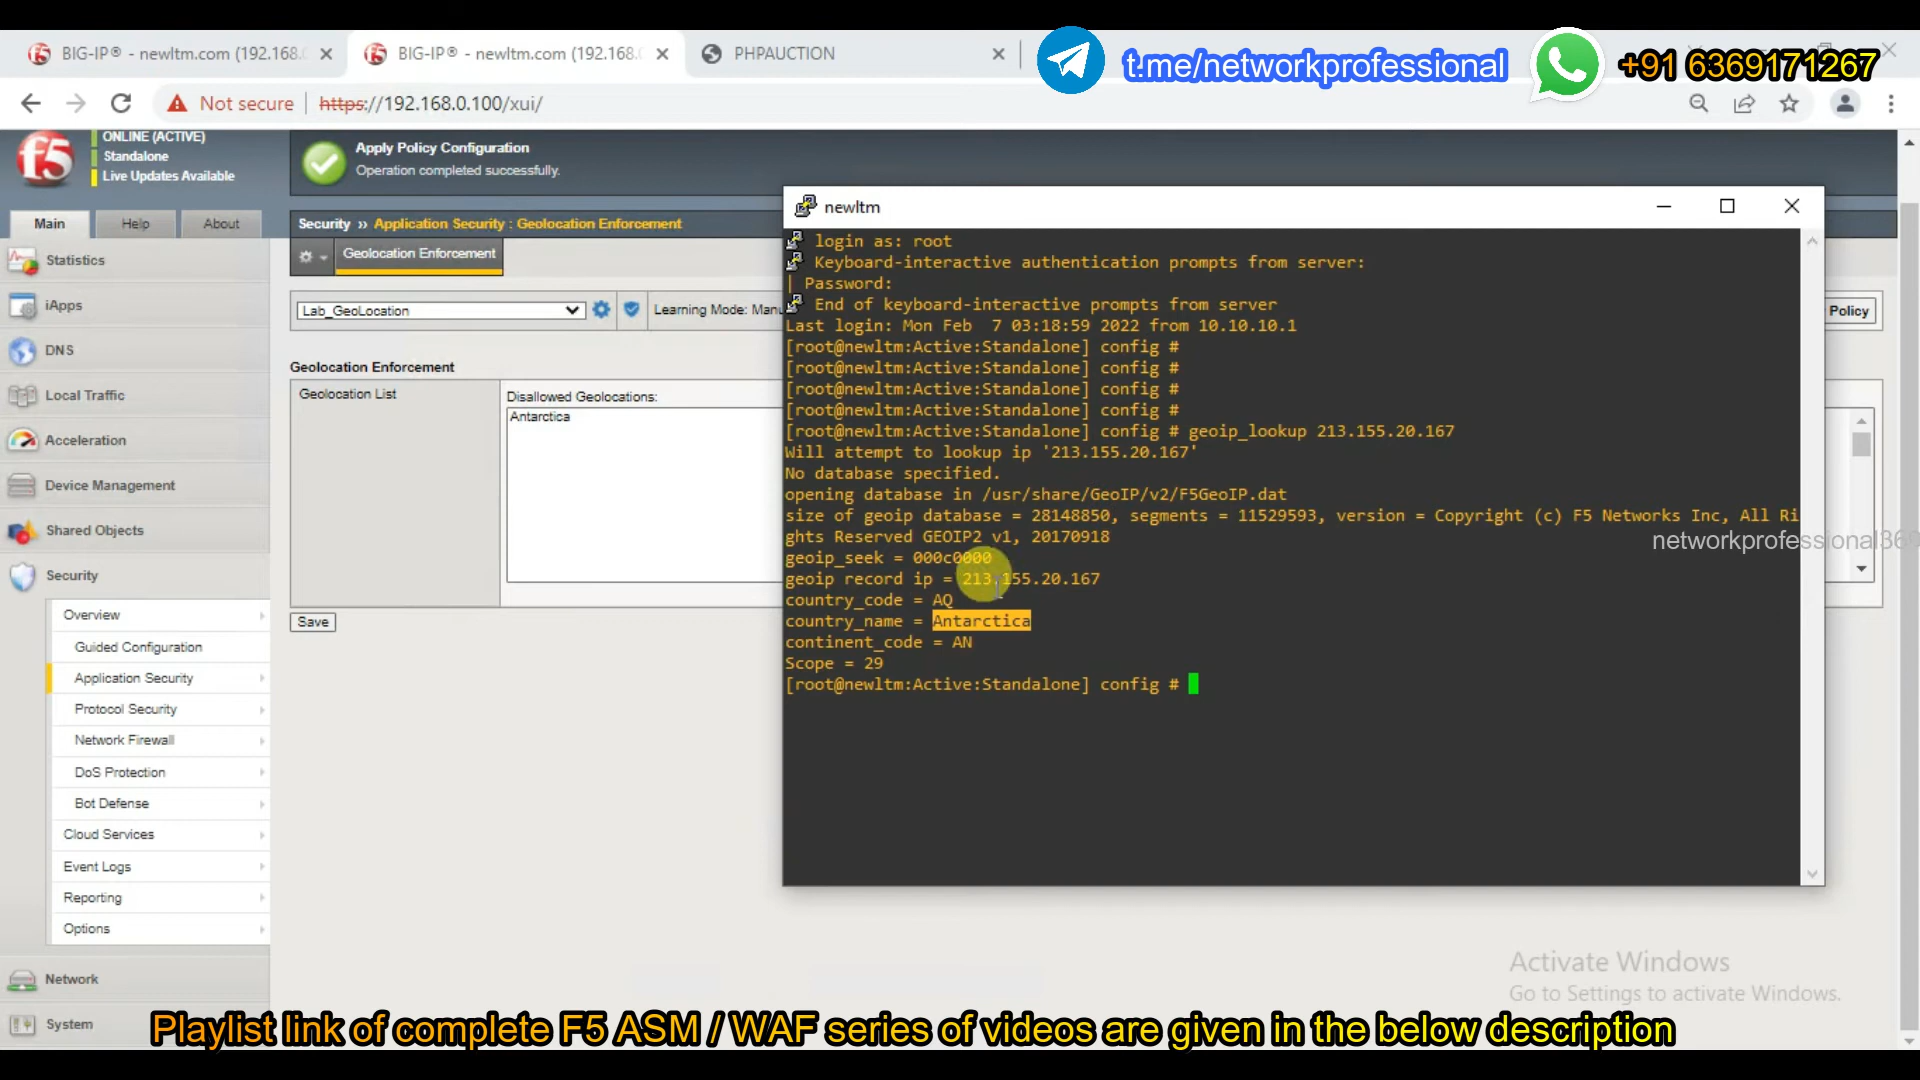 BIG-IP® - newltm.com (192.168.
BIG-IP® - newltm.com (192.168.
PHPAUCTION
t.me/networkprofessional
+91 6369171267
Not secure
https://192.168.0.100/xui/
f5
ONLINE (ACTIVE)
Standalone
Live Updates Available
Apply Policy Configuration
Operation completed successfully.
Main
Help
About
Security ›› Application Security : Geolocation Enforcement
Geolocation Enforcement
Lab_GeoLocation
Learning Mode: Manu
Policy
Geolocation Enforcement
Geolocation List
Disallowed Geolocations:
Antarctica
Save
Statistics
iApps
DNS
Local Traffic
Acceleration
Device Management
Shared Objects
Security
Overview
Guided Configuration
Application Security
Protocol Security
Network Firewall
DoS Protection
Bot Defense
Cloud Services
Event Logs
Reporting
Options
Network
System
newltm
login as: root
Keyboard-interactive authentication prompts from server:
| Password:
End of keyboard-interactive prompts from server
Last login: Mon Feb  7 03:18:59 2022 from 10.10.10.1
[root@newltm:Active:Standalone] config #
[root@newltm:Active:Standalone] config #
[root@newltm:Active:Standalone] config #
[root@newltm:Active:Standalone] config #
[root@newltm:Active:Standalone] config # geoip_lookup 213.155.20.167
Will attempt to lookup ip '213.155.20.167'
No database specified.
opening database in /usr/share/GeoIP/v2/F5GeoIP.dat
size of geoip database = 28148850, segments = 11529593, version = Copyright (c) F5 Networks Inc, All Ri
ghts Reserved GEOIP2 v1, 20170918
geoip_seek = 000c0000
geoip record ip = 213.155.20.167
country_code = AQ
country_name = Antarctica
continent_code = AN
Scope = 29
[root@newltm:Active:Standalone] config #
networkprofessional369
Activate Windows
Go to Settings to activate Windows.
Playlist link of complete F5 ASM / WAF series of videos are given in the below description